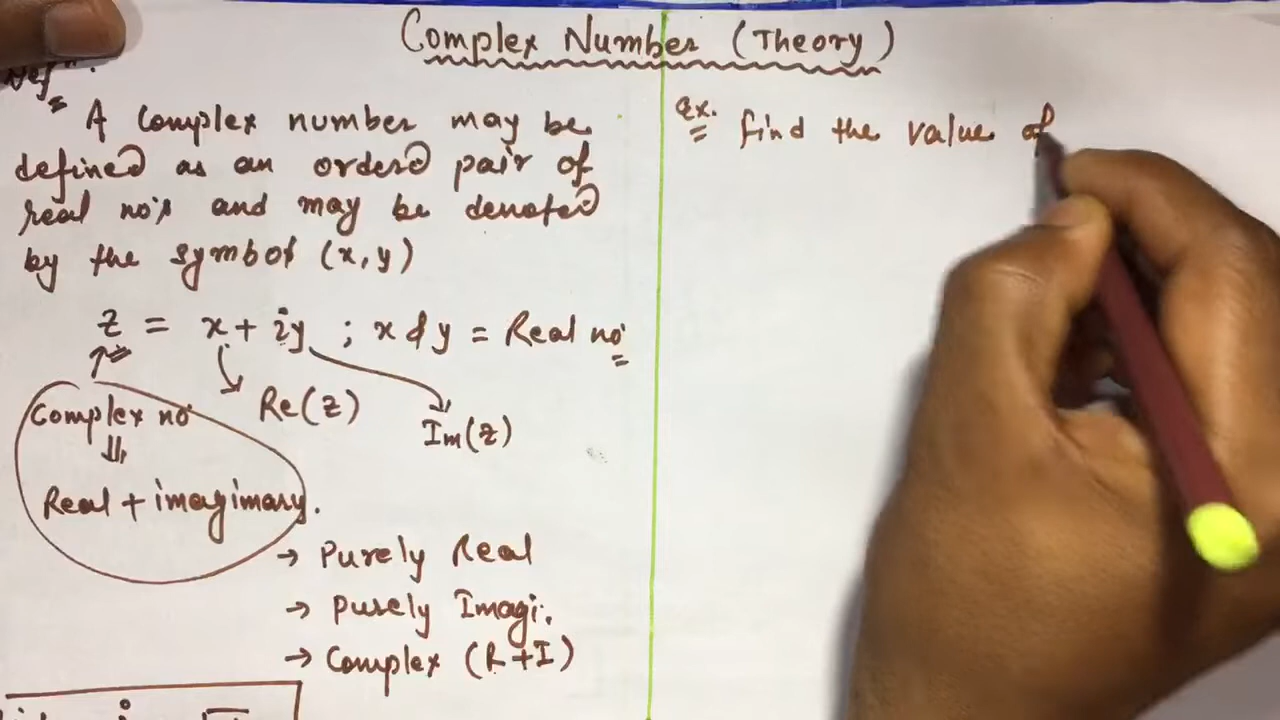 Complex Number (Theory)
Defⁿ.
A complex number may be
defined as an ordered pair of
real no's and may be denoted
by the symbol (x, y)
z = x + iy ; x & y = Real no
Re(z)
Im(z)
Complex no
⇓
Real + imagimary.
→ Purely Real
→ Purely Imagi.
→ Complex (R+I)
Ex. find the value of